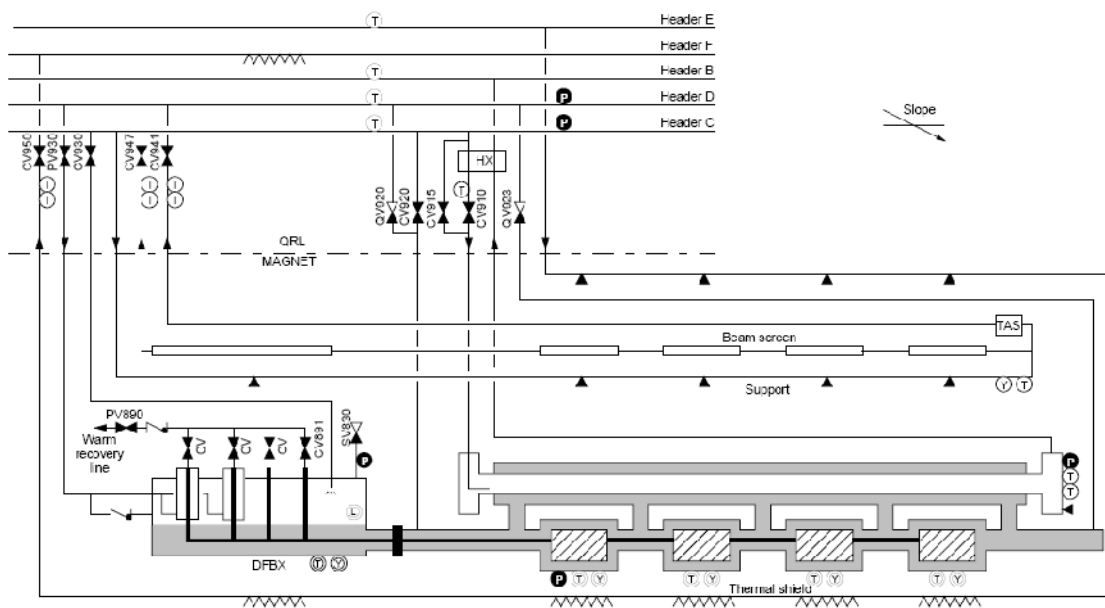 T
Header E
Header F
T
Header B
T
P
Header D
T
P
Header C
Slope
CV950
PV930
CV930
CV947
CV941
HX
T
QV920
CV920
CV915
CV910
QV923
QRL
MAGNET
TAS
Beam screen
Support
Y T
PV890
Warm
recovery
line
CV
CV
CV
CV891
SV830
P
P
T
T
L
DFBX
T Y
P T Y
T Y
T Y
T Y
Thermal shield